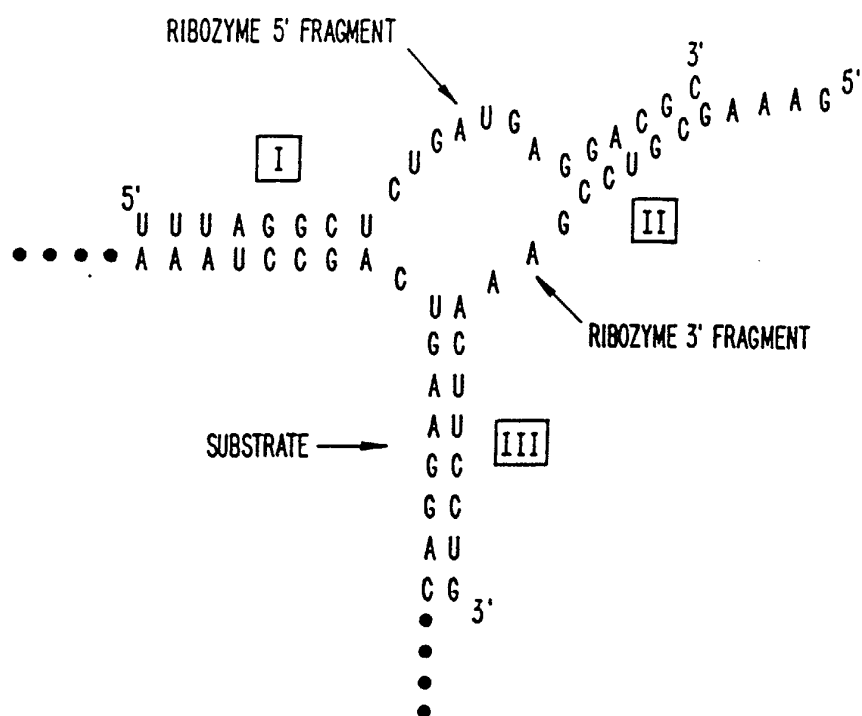 RIBOZYME 5' FRAGMENT
3'
5'
C U G A U G A G G A C G C
G A A A G C G U C C G A A
I
II
5'
U U U A G G C U
A A A U C C G A C
RIBOZYME 3' FRAGMENT
U A
G C
A U
A U
SUBSTRATE
III
G C
G C
A U
C G
3'